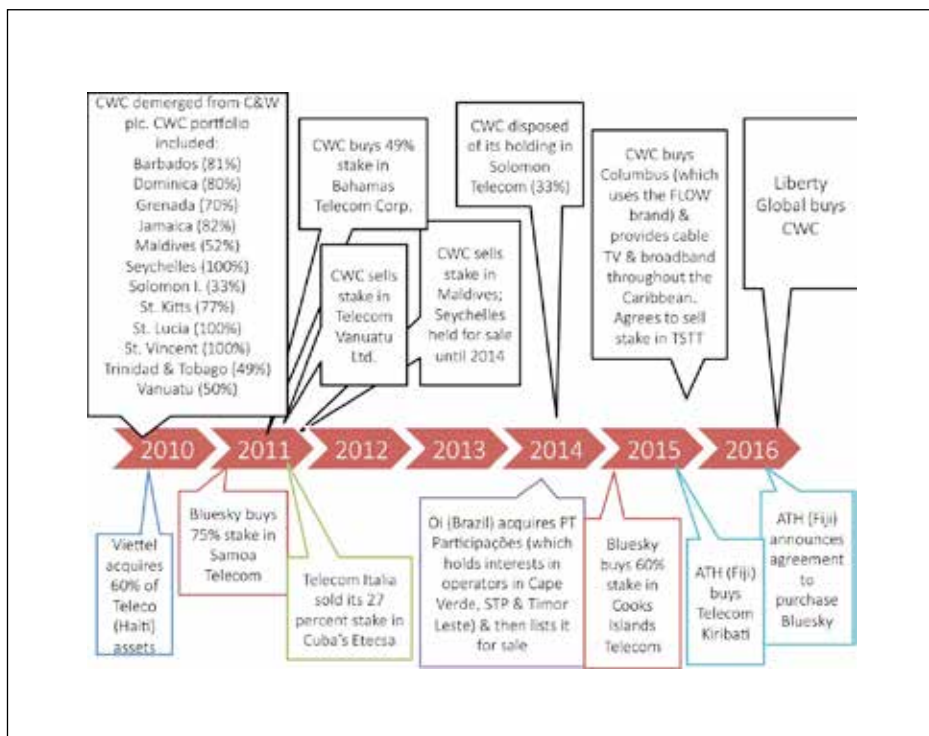 CWC demerged from C&W
plc. CWC portfolio
included:
Barbados (81%)
Dominica (80%)
Grenada (70%)
Jamaica (82%)
Maldives (52%)
Seychelles (100%)
Solomon I. (33%)
St. Kitts (77%)
St. Lucia (100%)
St. Vincent (100%)
Trinidad & Tobago (49%)
Vanuatu (50%)
CWC buys 49%
stake in
Bahamas
Telecom Corp.
CWC sells
stake in
Telecom
Vanuatu
Ltd.
CWC sells
stake in
Maldives;
Seychelles
held for sale
until 2014
CWC disposed
of its holding in
Solomon
Telecom (33%)
CWC buys
Columbus (which
uses the FLOW
brand) &
provides cable
TV & broadband
throughout the
Caribbean.
Agrees to sell
stake in TSTT
Liberty
Global buys
CWC
2010
2011
2012
2013
2014
2015
2016
Viettel
acquires
60% of
Teleco
(Haiti)
assets
Bluesky buys
75% stake in
Samoa
Telecom
Telecom Italia
sold its 27
percent stake in
Cuba's Etecsa
Oi (Brazil) acquires PT
Participações (which
holds interests in
operators in Cape
Verde, STP & Timor
Leste) & then lists it
for sale
Bluesky
buys 60%
stake in
Cooks
Islands
Telecom
ATH (Fiji)
buys
Telecom
Kiribati
ATH (Fiji)
announces
agreement
to
purchase
Bluesky